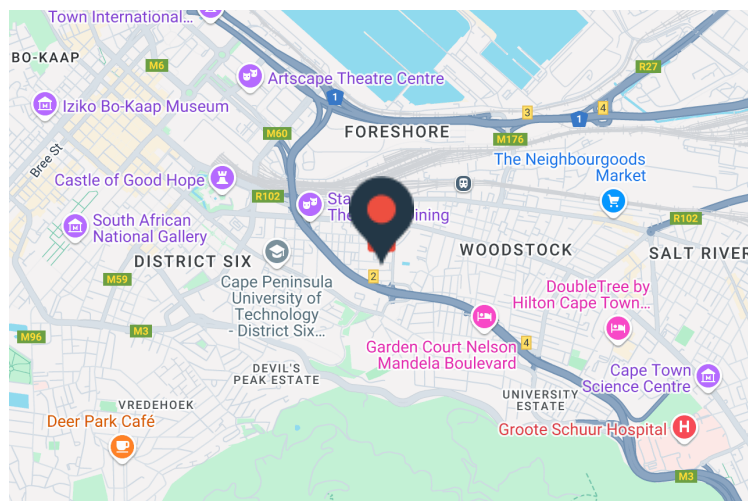 Town International...
BO-KAAP
M6
Artscape Theatre Centre
R27
Iziko Bo-Kaap Museum
1
3
4
1
M60
FORESHORE
M176
Bree St
The Neighbourgoods
Market
Castle of Good Hope
R102
Sta
The
ning
South African
National Gallery
R102
DISTRICT SIX
WOODSTOCK
SALT RIVER
M59
2
Cape Peninsula
University of
Technology
- District Six...
DoubleTree by
Hilton Cape Town...
M96
M3
4
Garden Court Nelson
Mandela Boulevard
DEVIL'S
PEAK ESTATE
Cape Town
Science Centre
VREDEHOEK
UNIVERSITY
ESTATE
Deer Park Café
Groote Schuur Hospital
H
M3